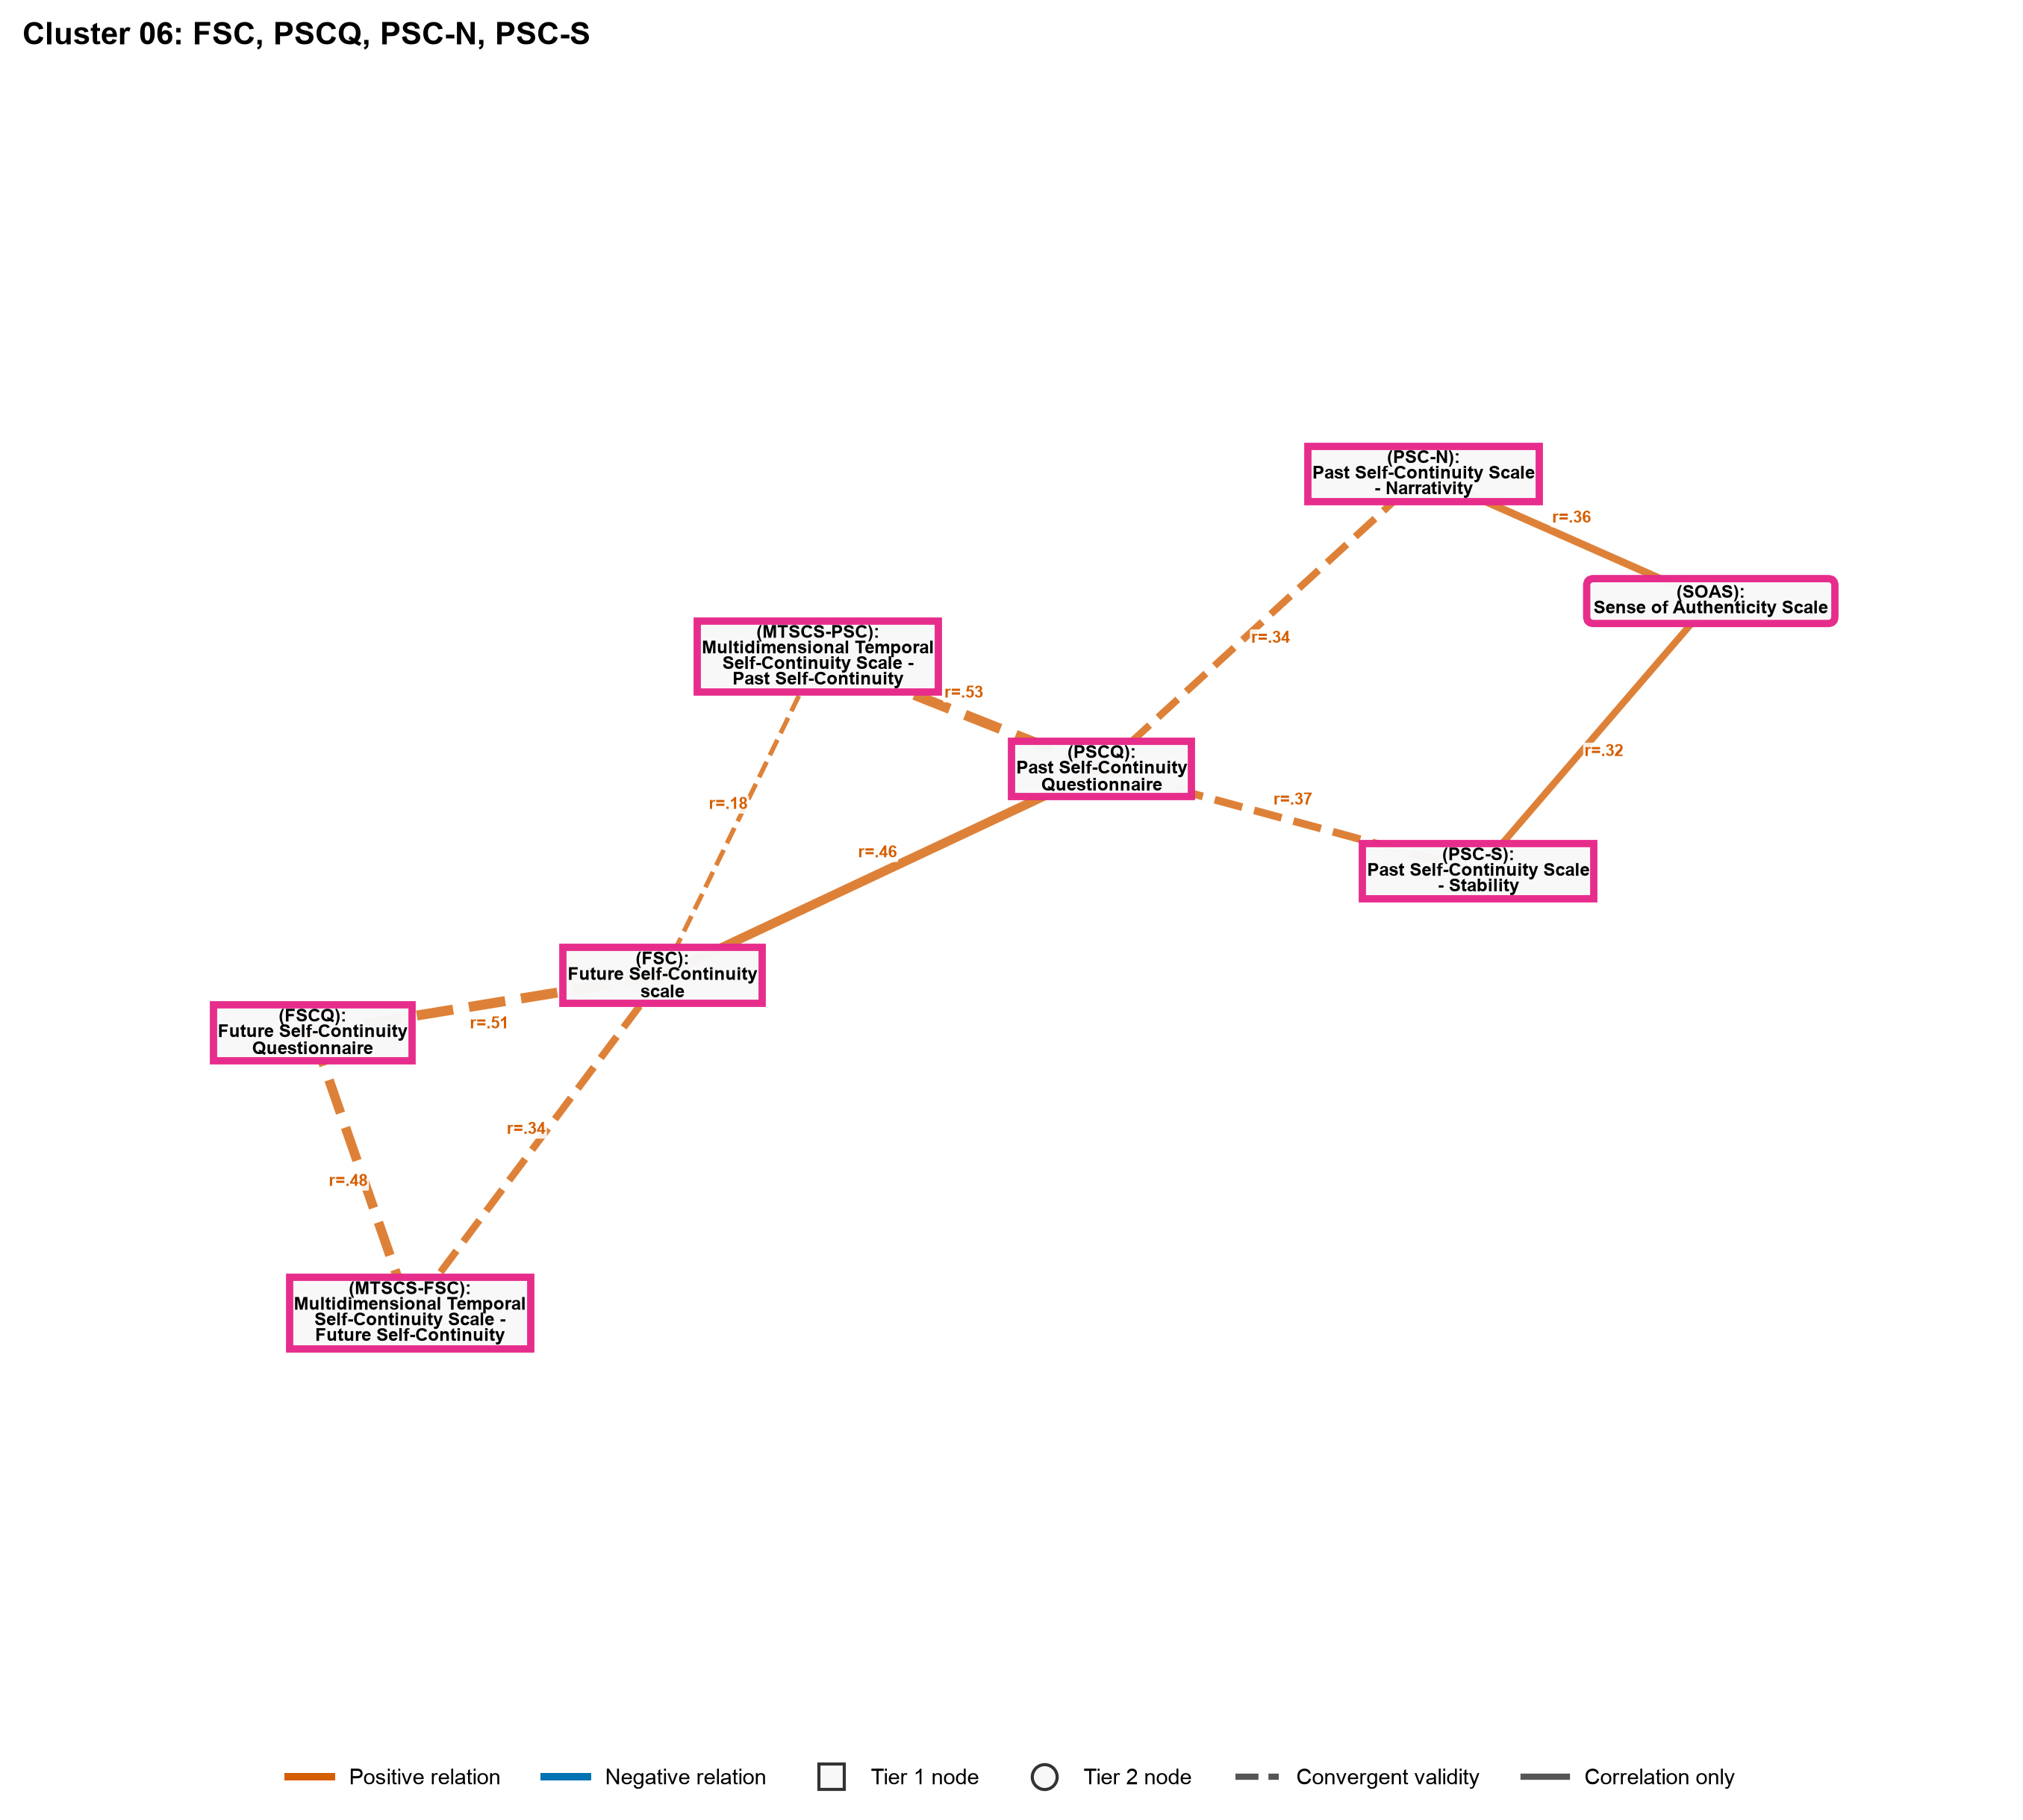 Cluster 06: FSC, PSCQ, PSC-N, PSC-S
(PSC-N):
Past Self-Continuity Scale
- Narrativity
r=.36
(SOAS):
Sense of Authenticity Scale
(MTSCS-PSC):
Multidimensional Temporal
Self-Continuity Scale -
Past Self-Continuity
r=.34
r=.53
(PSCQ):
Past Self-Continuity
Questionnaire
r=.32
r=.18
r=.37
r=.46
(PSC-S):
Past Self-Continuity Scale
- Stability
(FSC):
Future Self-Continuity
scale
(FSCQ):
Future Self-Continuity
Questionnaire
r=.51
r=.34
r=.48
(MTSCS-FSC):
Multidimensional Temporal
Self-Continuity Scale -
Future Self-Continuity
Positive relation
Negative relation
Tier 1 node
Tier 2 node
Convergent validity
Correlation only